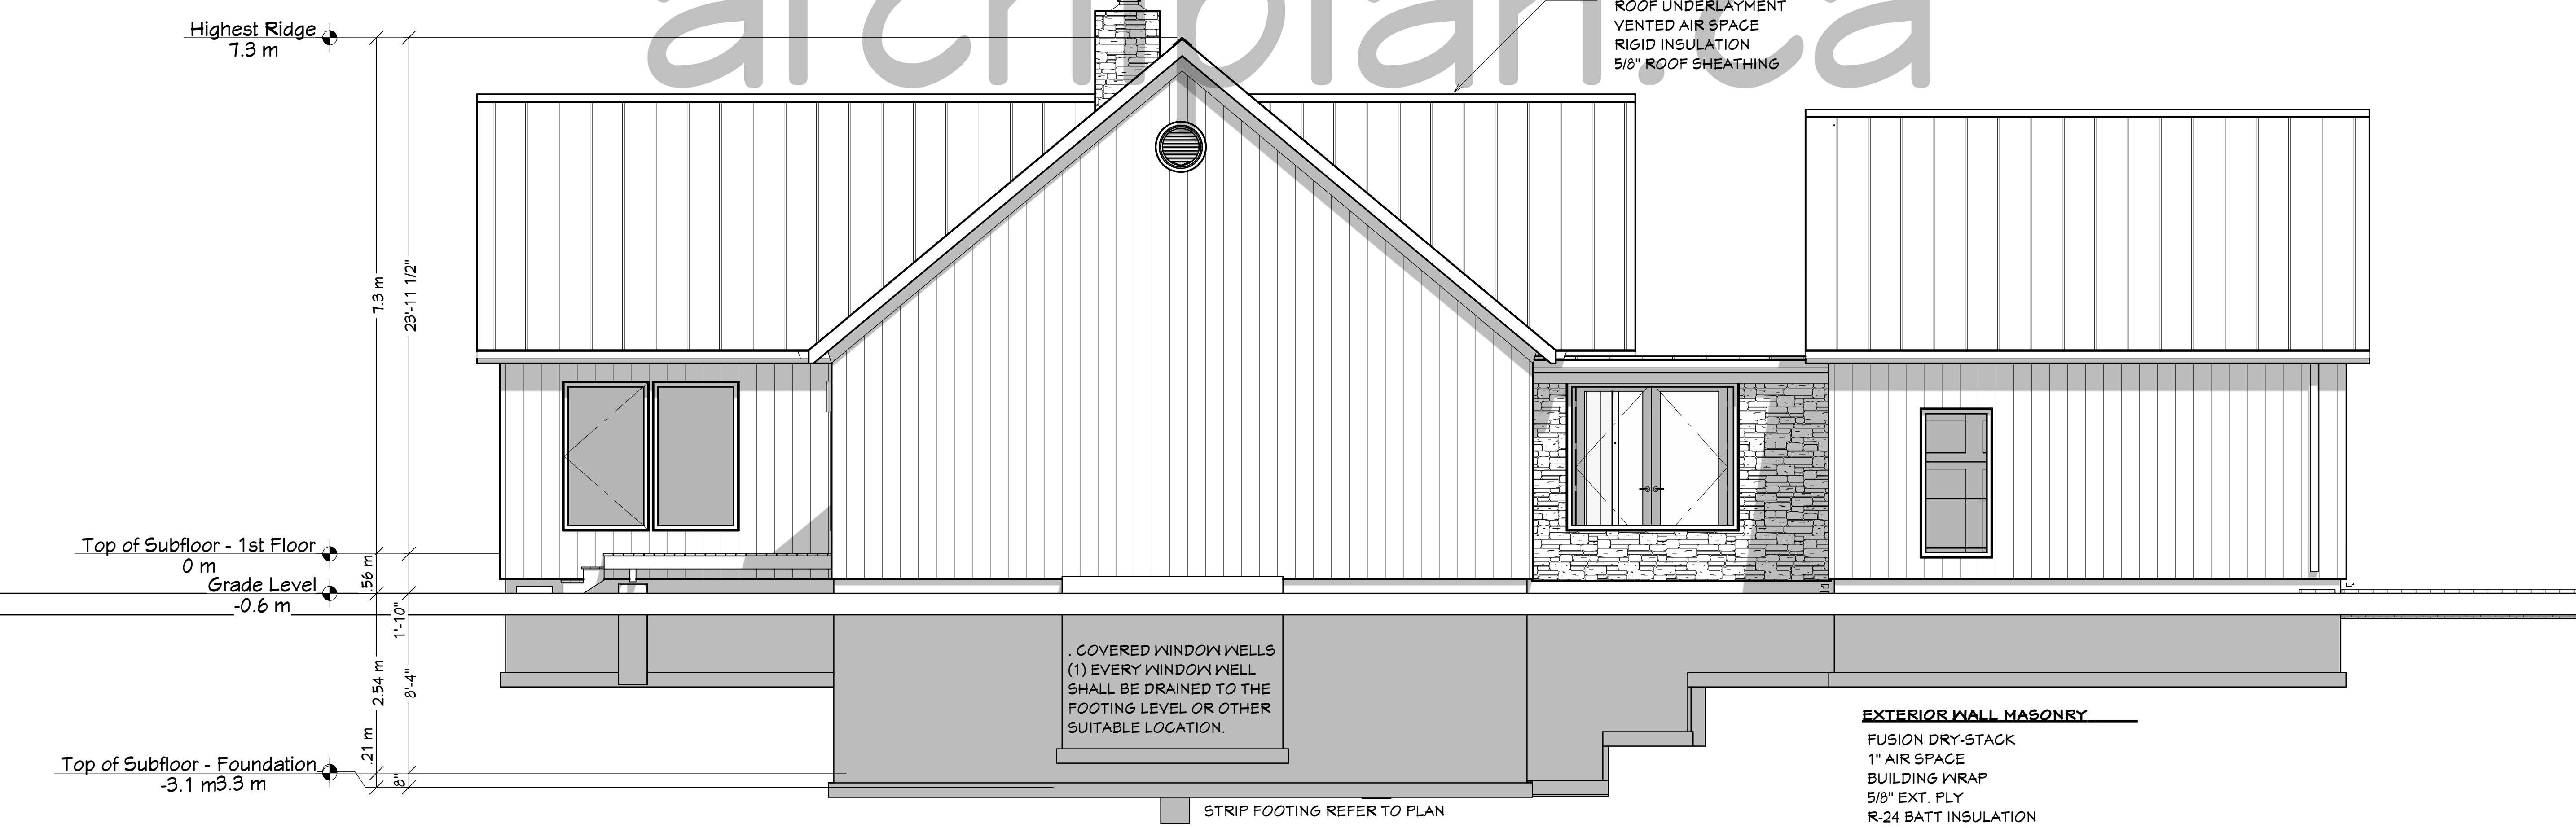 archplan.ca
ROOF UNDERLAYMENT
VENTED AIR SPACE
RIGID INSULATION
5/8" ROOF SHEATHING
Highest Ridge
7.3 m
7.3 m
23'-11 1/2"
Top of Subfloor - 1st Floor
0 m
Grade Level
-0.6 m
.56 m
1'-10"
2.54 m
8'-4"
.21 m
8"
Top of Subfloor - Foundation
-3.1 m3.3 m
. COVERED WINDOW WELLS
(1) EVERY WINDOW WELL
SHALL BE DRAINED TO THE
FOOTING LEVEL OR OTHER
SUITABLE LOCATION.
STRIP FOOTING REFER TO PLAN
EXTERIOR WALL MASONRY
FUSION DRY-STACK
1" AIR SPACE
BUILDING WRAP
5/8" EXT. PLY
R-24 BATT INSULATION